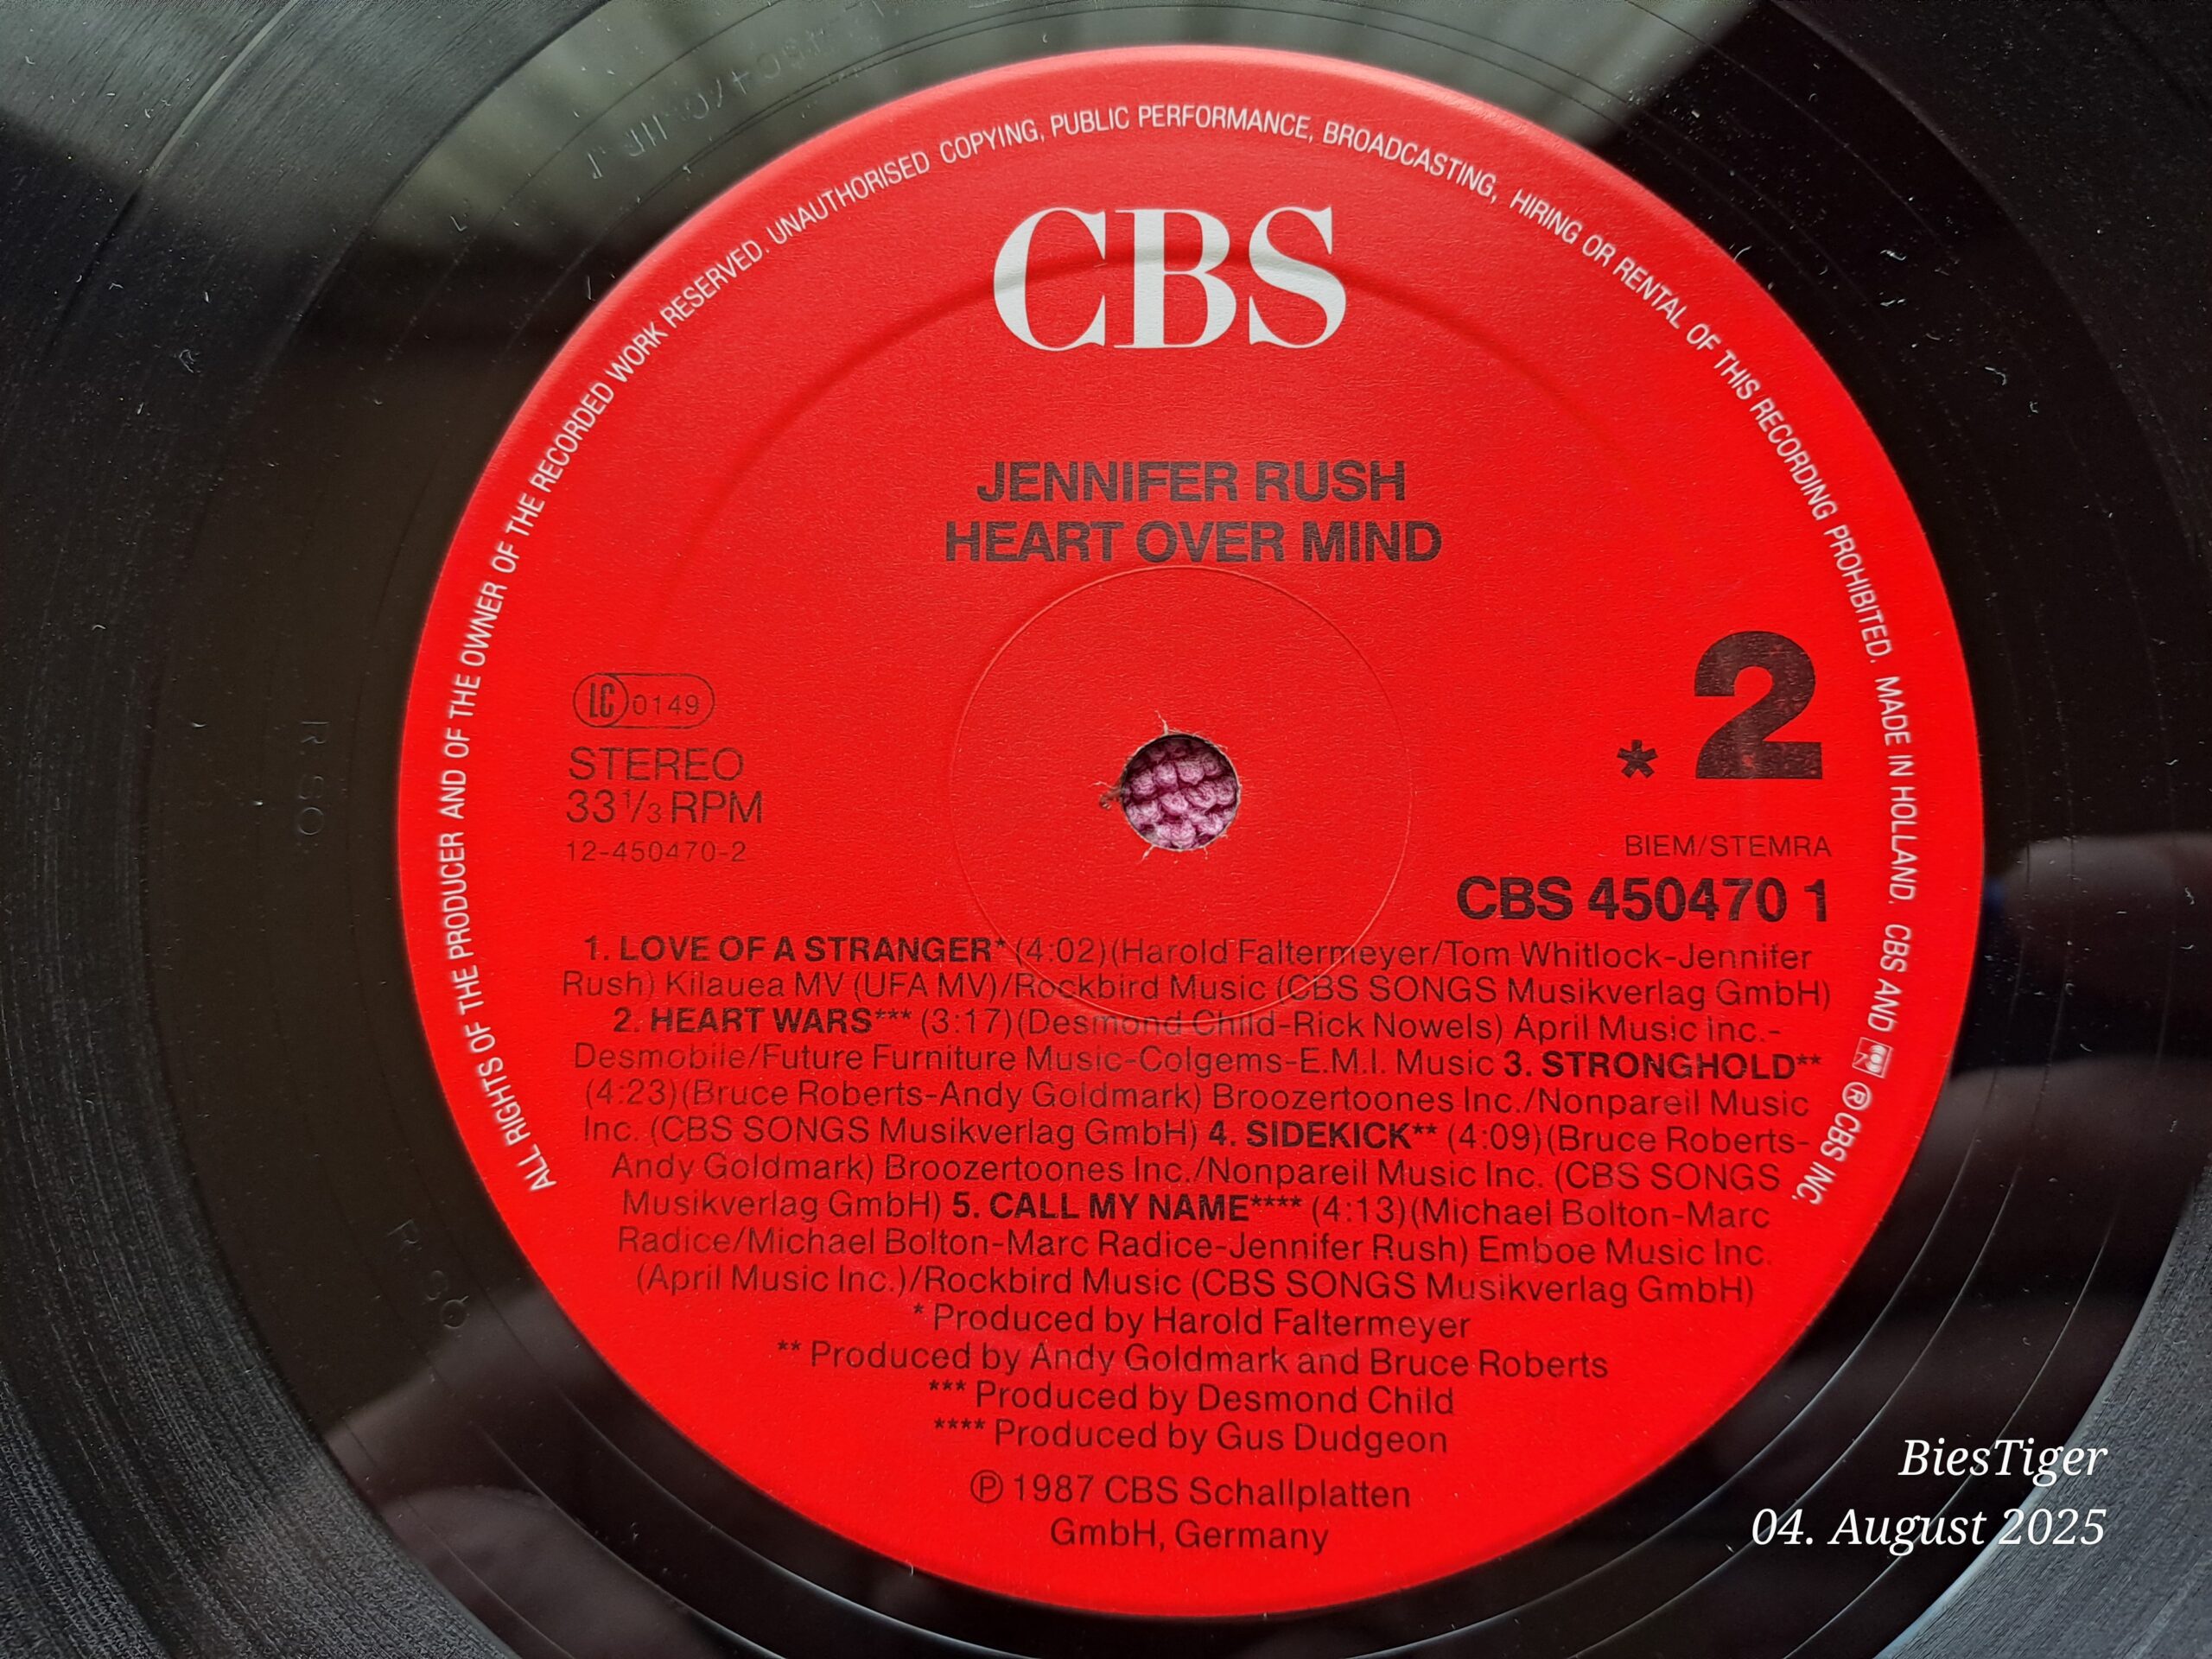 ALL RIGHTS OF THE PRODUCER AND OF THE OWNER OF THE RECORDED WORK RESERVED. UNAUTHORISED COPYING, PUBLIC PERFORMANCE, BROADCASTING, HIRING OR RENTAL OF THIS RECORDING PROHIBITED. MADE IN HOLLAND. CBS AND ® CBS INC.
CBS
JENNIFER RUSH
HEART OVER MIND
LC 0149
STEREO
33 1/3 RPM
12-450470-2
* 2
BIEM/STEMRA
CBS 450470 1
1. LOVE OF A STRANGER* (4:02)(Harold Faltermeyer/Tom Whitlock-Jennifer
Rush) Kilauea MV (UFA MV)/Rockbird Music (CBS SONGS Musikverlag GmbH)
2. HEART WARS*** (3:17)(Desmond Child-Rick Nowels) April Music Inc.-
Desmobile/Future Furniture Music-Colgems-E.M.I. Music 3. STRONGHOLD**
(4:23)(Bruce Roberts-Andy Goldmark) Broozertoones Inc./Nonpareil Music
Inc. (CBS SONGS Musikverlag GmbH) 4. SIDEKICK** (4:09)(Bruce Roberts-
Andy Goldmark) Broozertoones Inc./Nonpareil Music Inc. (CBS SONGS
Musikverlag GmbH) 5. CALL MY NAME**** (4:13)(Michael Bolton-Marc
Radice/Michael Bolton-Marc Radice-Jennifer Rush) Emboe Music Inc.
(April Music Inc.)/Rockbird Music (CBS SONGS Musikverlag GmbH)
* Produced by Harold Faltermeyer
** Produced by Andy Goldmark and Bruce Roberts
*** Produced by Desmond Child
**** Produced by Gus Dudgeon
℗ 1987 CBS Schallplatten
GmbH, Germany
R SO
R SO
BiesTiger
04. August 2025